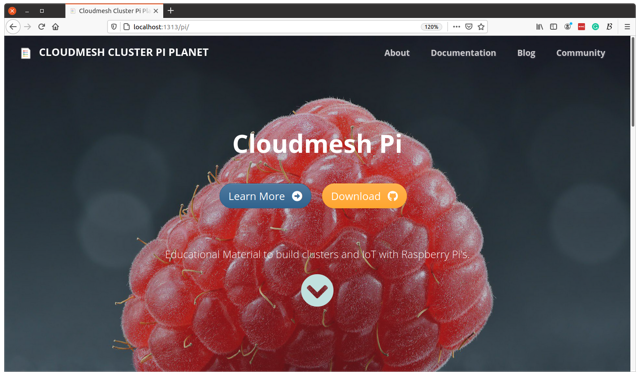 Cloudmesh Cluster Pi Pl
localhost:1313/pi/
120%
CLOUDMESH CLUSTER PI PLANET
About
Documentation
Blog
Community
Cloudmesh Pi
Learn More
Download
Educational Material to build clusters and IoT with Raspberry Pi's.